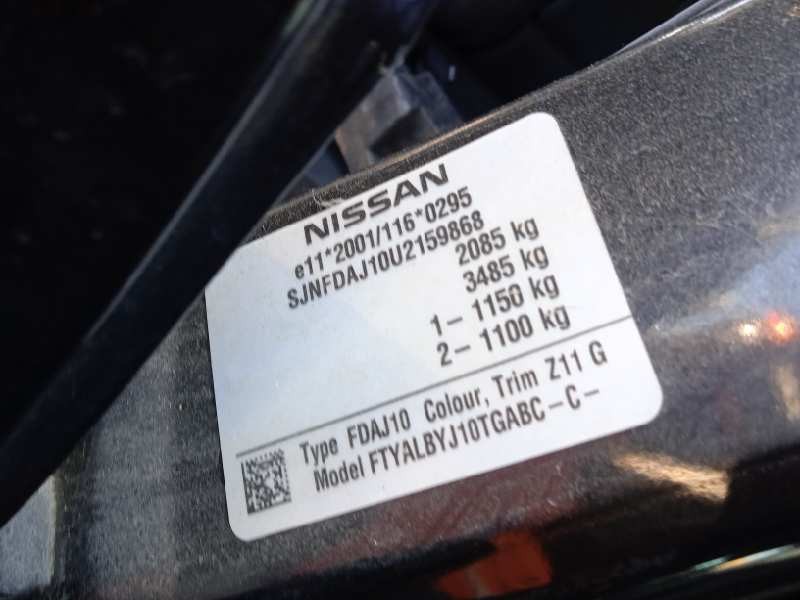 NISSAN
e11*2001/116*0295
SJNFDAJ10U2159868
2085 kg
3485 kg
1- 1150 kg
2- 1100 kg
Type FDAJ10 Colour, Trim Z11 G
Model FTYALBYJ10TGABC-C-